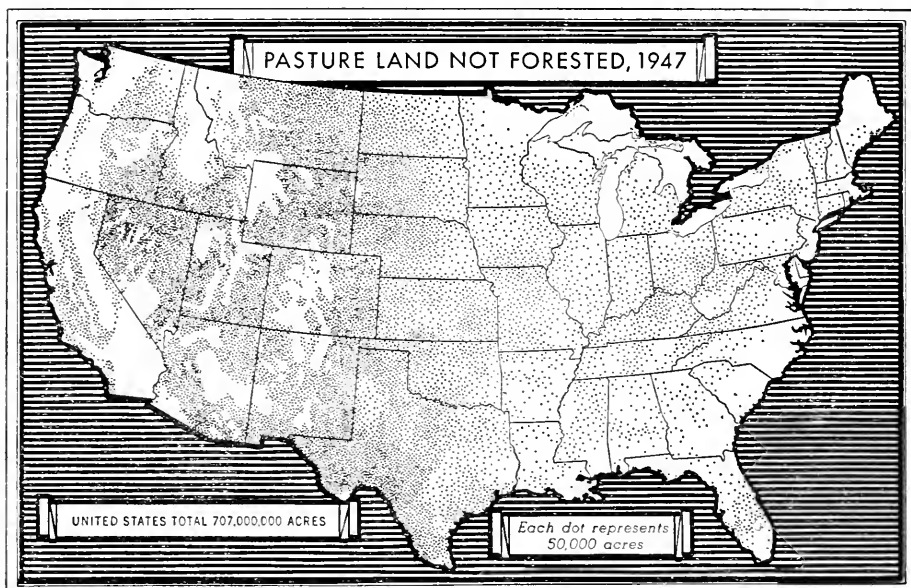 PASTURE LAND NOT FORESTED, 1947
UNITED STATES TOTAL 707,000,000 ACRES
Each dot represents
50,000 acres